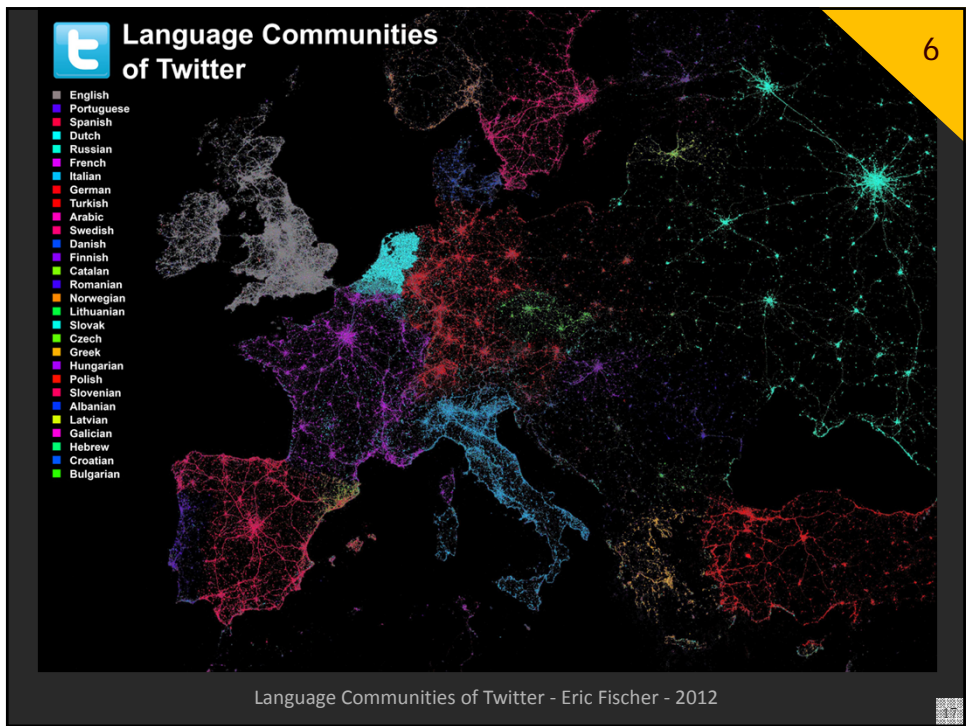 Language Communities
of Twitter
6
English
Portuguese
Spanish
Dutch
Russian
French
Italian
German
Turkish
Arabic
Swedish
Danish
Finnish
Catalan
Romanian
Norwegian
Lithuanian
Slovak
Czech
Greek
Hungarian
Polish
Slovenian
Albanian
Latvian
Galician
Hebrew
Croatian
Bulgarian
Language Communities of Twitter - Eric Fischer - 2012
17